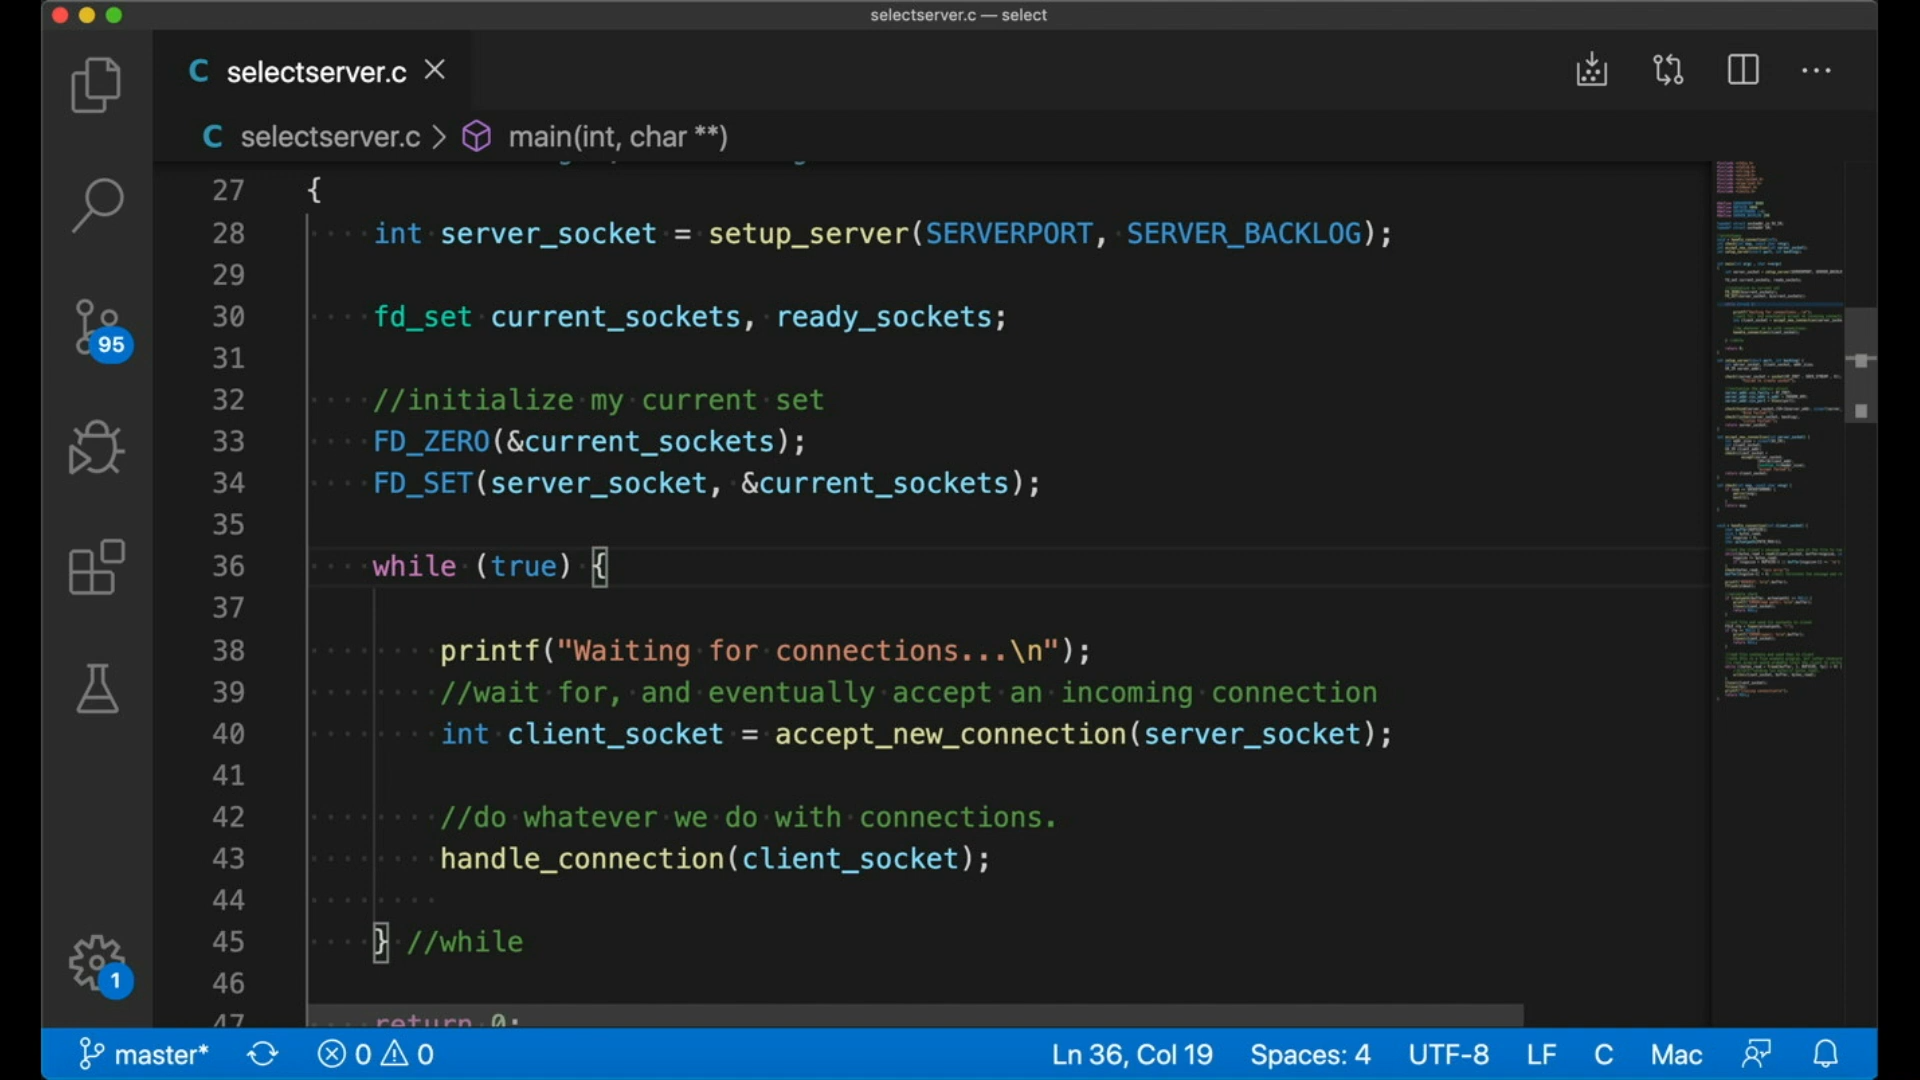 selectserver.c — select
C selectserver.c
C selectserver.c > main(int, char **)
27 {
28 int server_socket = setup_server(SERVERPORT, SERVER_BACKLOG);
29
30 fd_set current_sockets, ready_sockets;
31
32 //initialize my current set
33 FD_ZERO(&current_sockets);
34 FD_SET(server_socket, &current_sockets);
35
36 while (true) {
37
38 printf("Waiting for connections...\n");
39 //wait for, and eventually accept an incoming connection
40 int client_socket = accept_new_connection(server_socket);
41
42 //do whatever we do with connections.
43 handle_connection(client_socket);
44
45 } //while
46
47 return 0;
95
1
master* 0 0 Ln 36, Col 19 Spaces: 4 UTF-8 LF C Mac